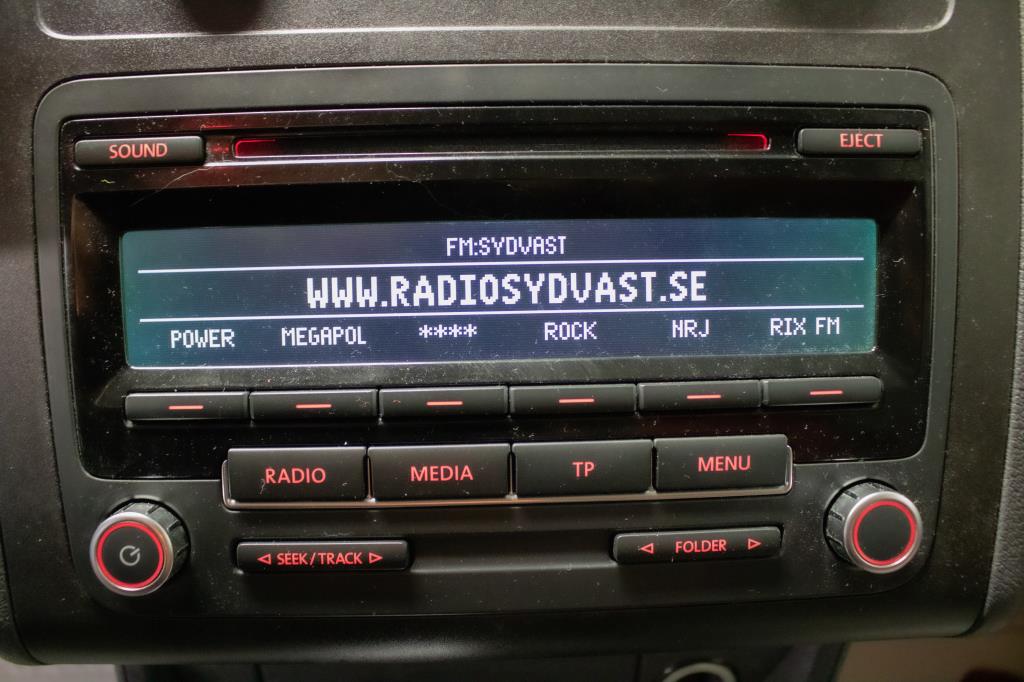 SOUND EJECT
FM:SYDVAST
WWW.RADIOSYDVAST.SE
POWER MEGAPOL **** ROCK NRJ RIX FM
RADIO MEDIA TP MENU
SEEK/TRACK FOLDER